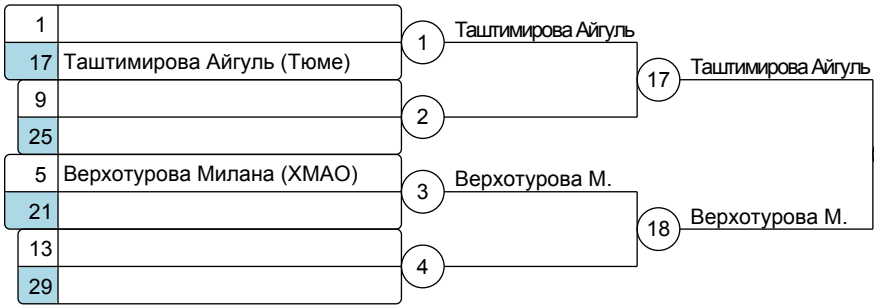 1
1 Таштимирова Айгуль
17 Таштимирова Айгуль (Тюме)
17 Таштимирова Айгуль
9
2
25
5 Верхотурова Милана (ХМАО)
3 Верхотурова М.
21
18 Верхотурова М.
13
4
29